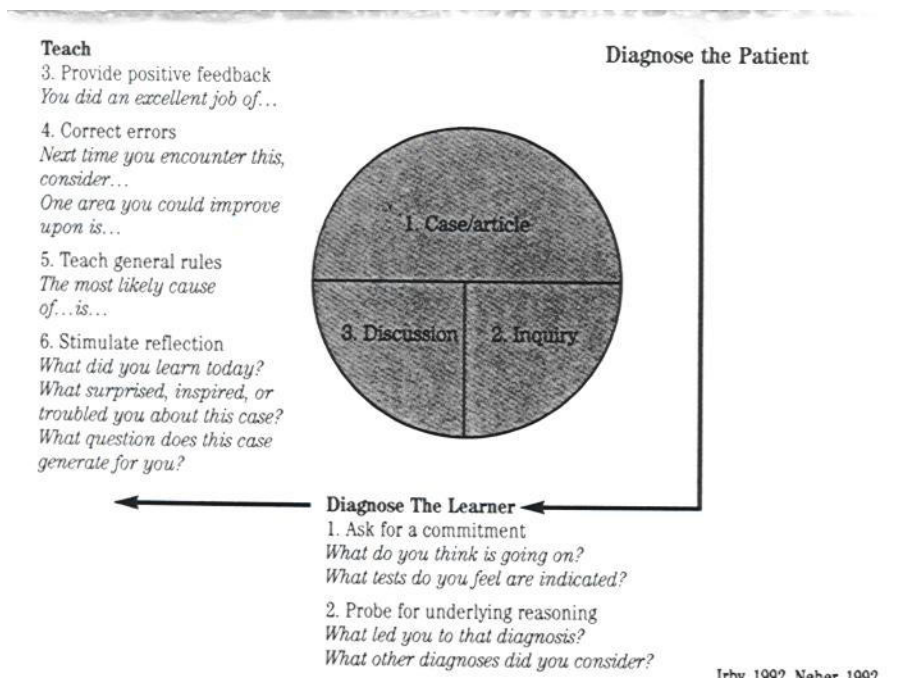 Teach
3. Provide positive feedback
You did an excellent job of...
4. Correct errors
Next time you encounter this,
consider...
One area you could improve
upon is...
5. Teach general rules
The most likely cause
of...is...
6. Stimulate reflection
What did you learn today?
What surprised, inspired, or
troubled you about this case?
What question does this case
generate for you?
Diagnose the Patient
1. Case/article
3. Discussion
2. Inquiry
Diagnose The Learner
1. Ask for a commitment
What do you think is going on?
What tests do you feel are indicated?
2. Probe for underlying reasoning
What led you to that diagnosis?
What other diagnoses did you consider?
Irby 1992, Neher 1992